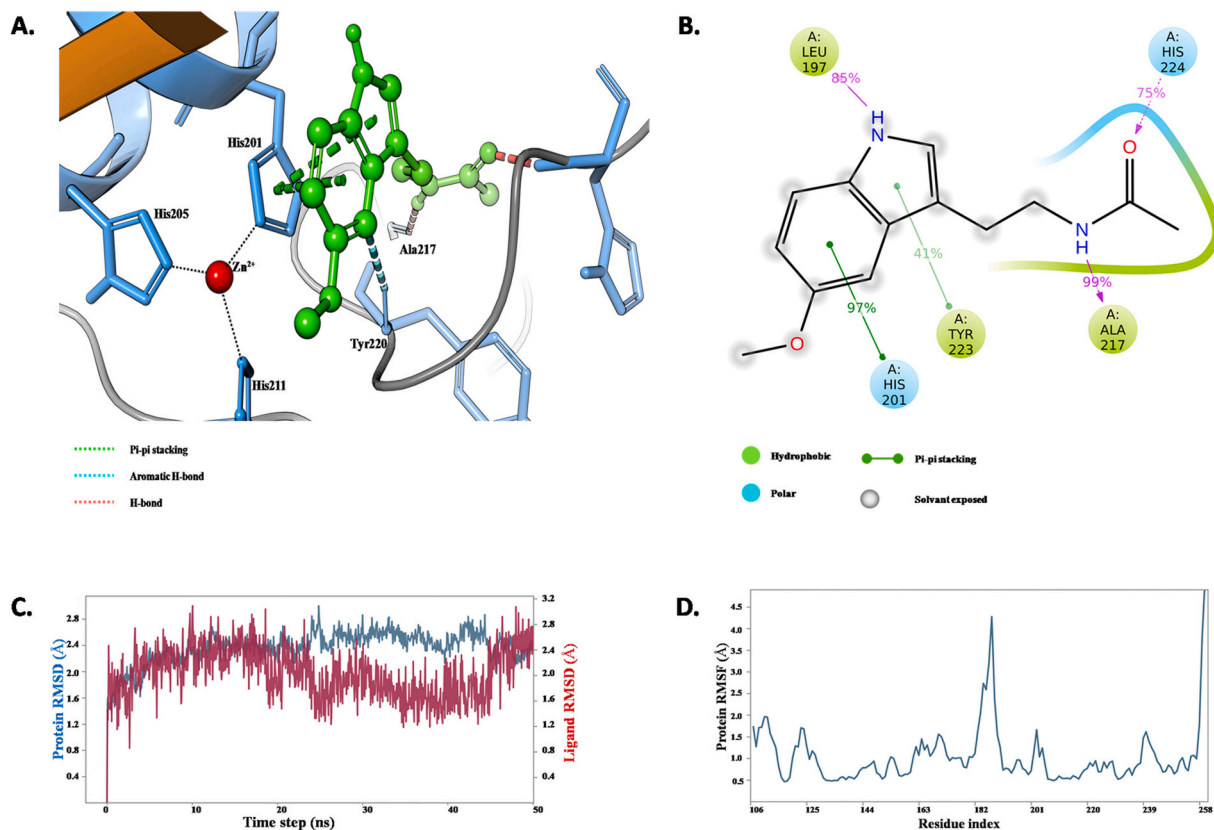 A.
His201
His205
Zn2+
Ala217
Tyr220
His211
Pi-pi stacking
Aromatic H-bond
H-bond
B.
A:
LEU
197
85%
A:
HIS
224
75%
H
N
O
N
H
41%
97%
99%
O
A:
TYR
223
A:
ALA
217
A:
HIS
201
Hydrophobic
Pi-pi stacking
Polar
Solvent exposed
C.
Protein RMSD (Å)
2.8
2.4
2.0
1.6
1.2
0.8
0.4
3.2
2.8
2.4
2.0
1.6
1.2
0.8
0.4
Ligand RMSD (Å)
0
10
20
30
40
50
Time step (ns)
D.
Protein RMSF (Å)
4.5
4.0
3.5
3.0
2.5
2.0
1.5
1.0
0.5
106
125
144
163
182
201
220
239
258
Residue index